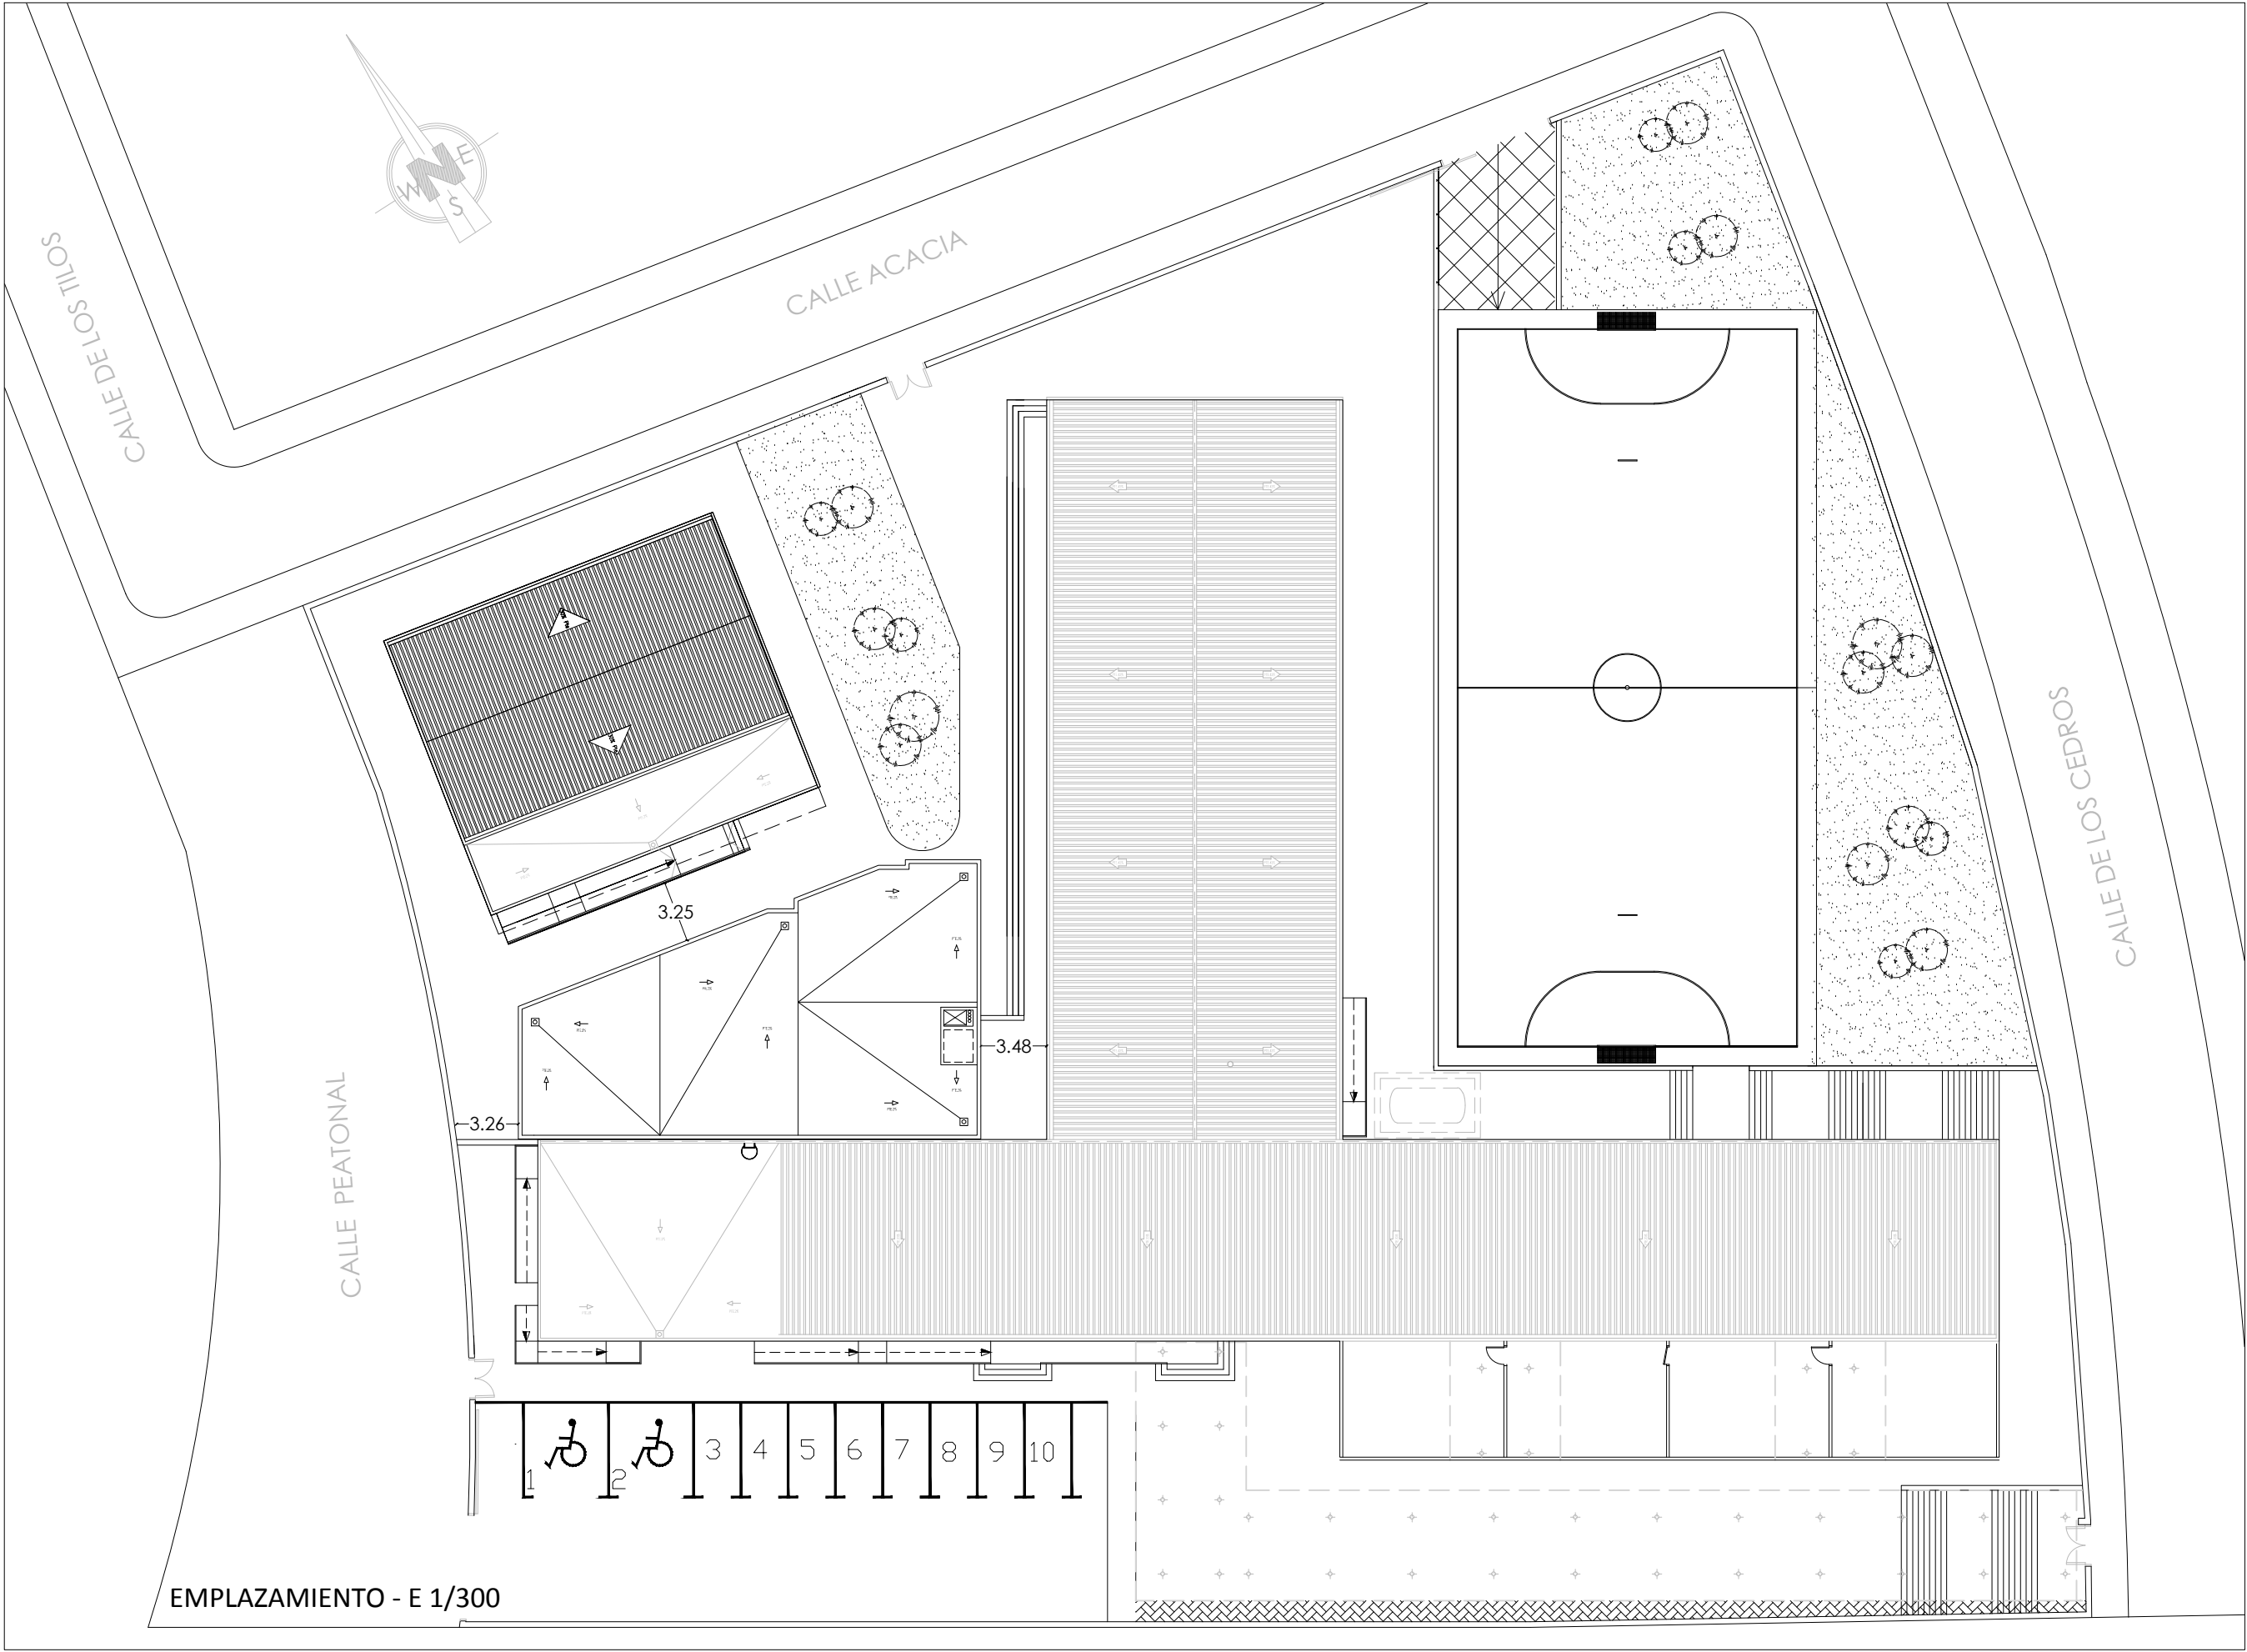 N
E
W
S
CALLE DE LOS TILOS
CALLE ACACIA
CALLE DE LOS CEDROS
3.25
3.48
3.26
CALLE PEATONAL
1
2
3 4 5 6 7 8 9 10
EMPLAZAMIENTO - E 1/300